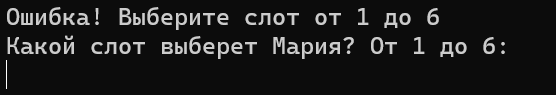 Ошибка! Выберите слот от 1 до 6
Какой слот выберет Мария? От 1 до 6: